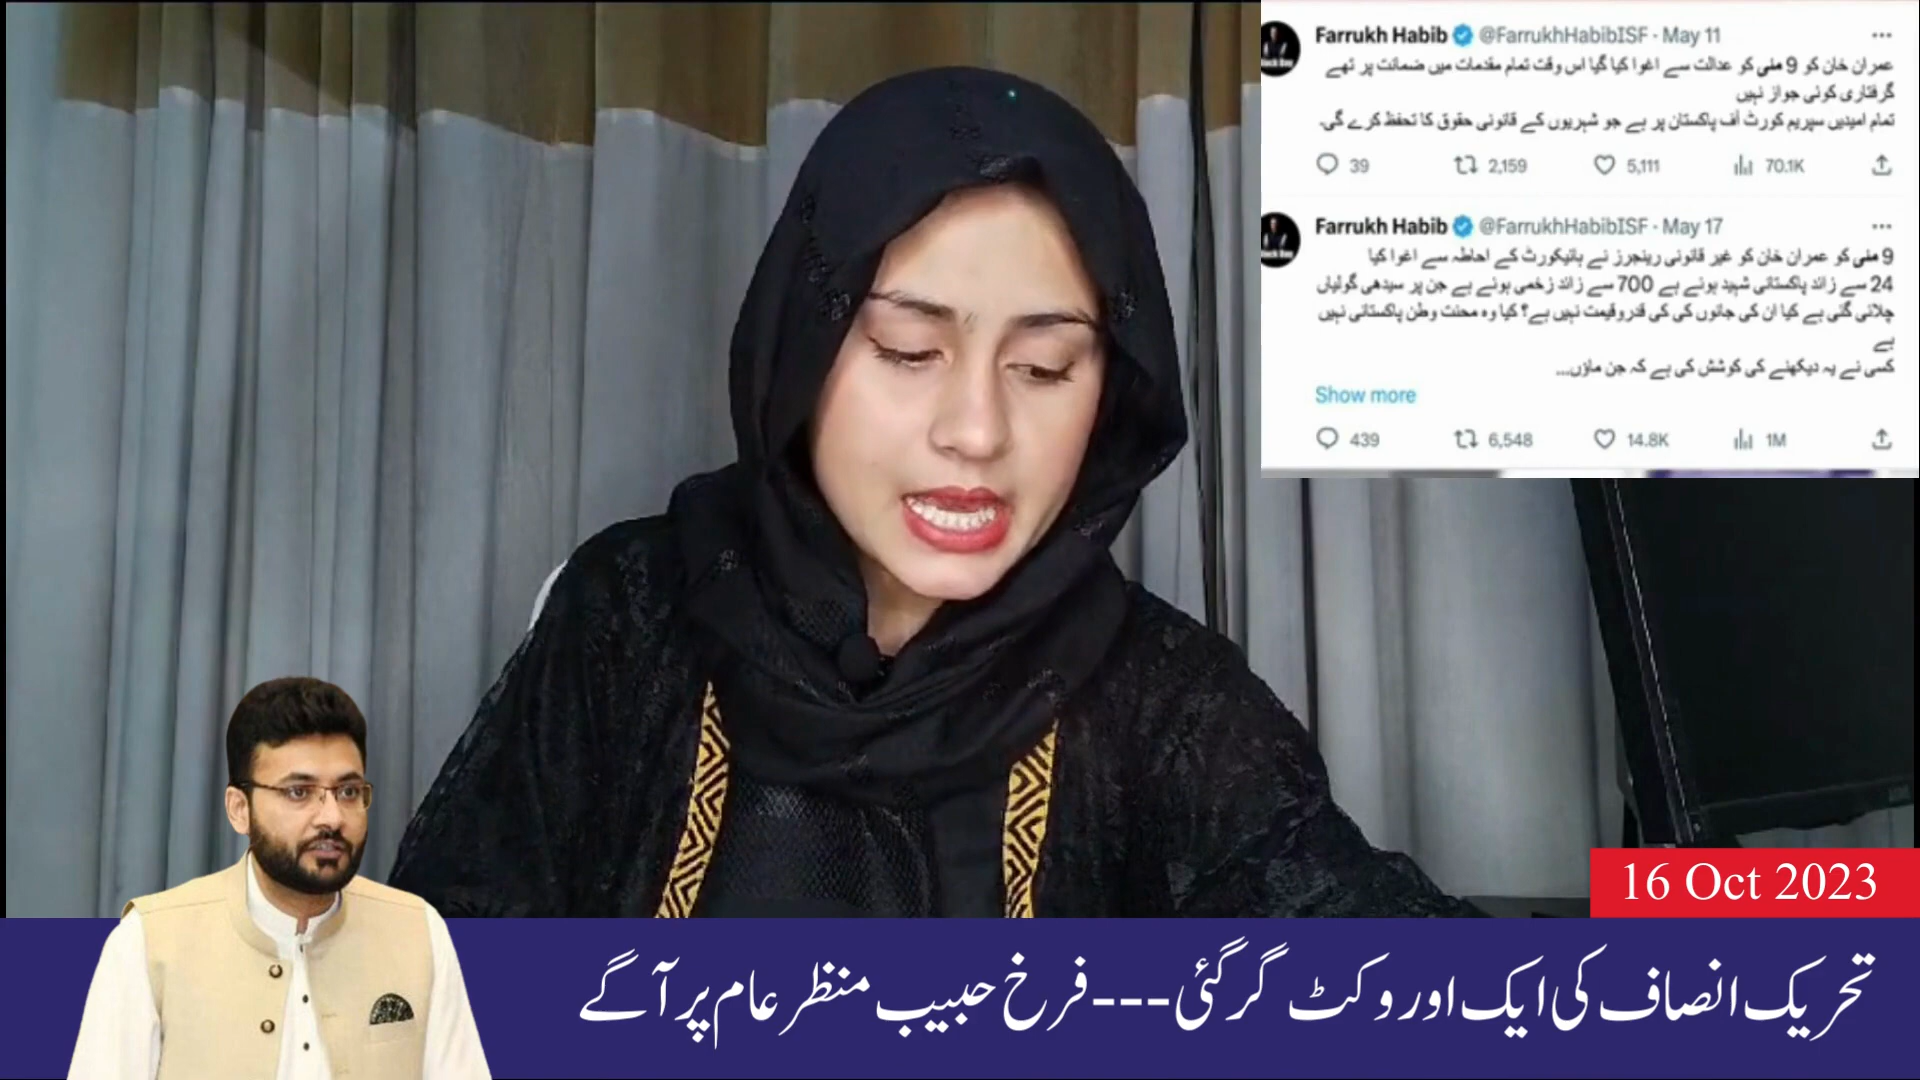 Farrukh Habib @FarrukhHabibISF · May 11
عمران خان کو 9 مئی کو عدالت سے اغوا کیا گیا اس وقت تمام مقدمات میں ضمانت پر تھے
گرفتاری کوئی جواز نہیں
تمام امیدیں سپریم کورٹ آف پاکستان پر ہے جو شہریوں کے قانونی حقوق کا تحفظ کرے گی۔
39 2,159 5,111 70.1K
Farrukh Habib @FarrukhHabibISF · May 17
9 مئی کو عمران خان کو غیر قانونی رینجرز نے ہائیکورٹ کے احاطہ سے اغوا کیا
24 سے زائد پاکستانی شہید ہوئے ہے 700 سے زائد زخمی ہوئے ہے جن پر سیدھی گولیاں
چلائی گئی ہے کیا ان کی جانوں کی کی قدروقیمت نہیں ہے؟ کیا وہ محنت وطن پاکستانی نہیں
ہے
کسی نے یہ دیکھنے کی کوشش کی ہے کہ جن ماؤں...
Show more
439 6,548 14.8K 1M
16 Oct 2023
تحریک انصاف کی ایک اور وکٹ گر گئی---فرخ حبیب منظر عام پر آگئے